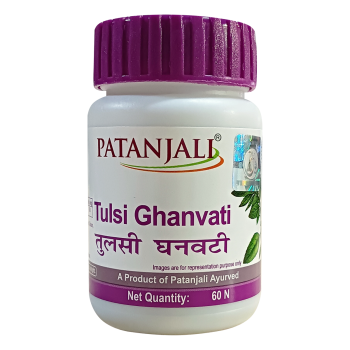 PATANJALI®
Tulsi Ghanvati
तुलसी घनवटी
Images are for representation purpose only
A Product of Patanjali Ayurved
Net Quantity: 60 N